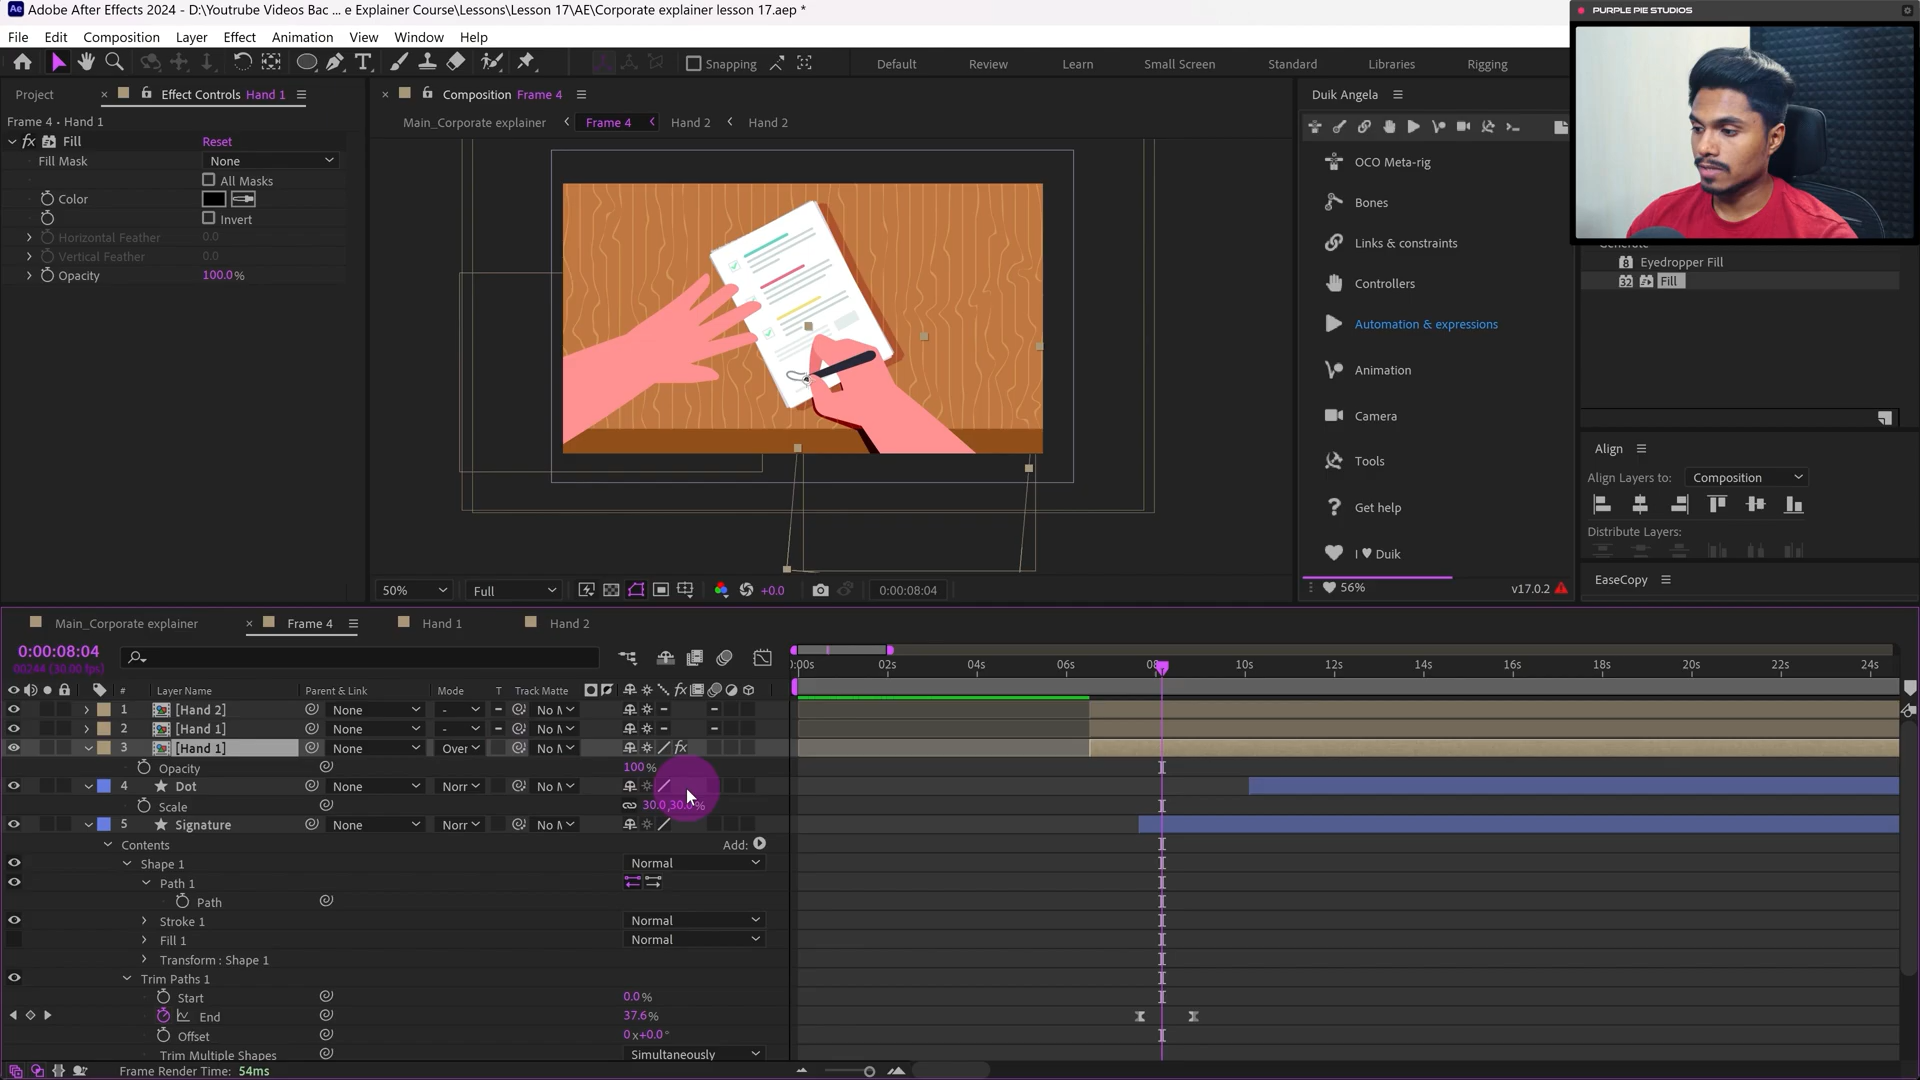 Adobe After Effects 2024 - D:\Youtube Videos Bac ... e Explainer Course\Lessons\Lesson 17\AE\Corporate explainer lesson 17.aep *
PURPLE PIE STUDIOS
File Edit Composition Layer Effect Animation View Window Help
Snapping Default Review Learn Small Screen Standard Libraries Rigging
Project Effect Controls Hand 1
Composition Frame 4
Duik Angela
Frame 4 • Hand 1
Main_Corporate explainer Frame 4 Hand 2 Hand 2
fx Fill Reset
Fill Mask None
All Masks
Color
Invert
Horizontal Feather 0.0
Vertical Feather 0.0
Opacity 100.0 %
OCO Meta-rig
Bones
Links & constraints
Controllers
Automation & expressions
Animation
Camera
Tools
Get help
I ♥ Duik
56% v17.0.2
Generate
8 Eyedropper Fill
32 Fill
Align
Align Layers to: Composition
Distribute Layers:
EaseCopy
50% Full +0.0 0:00:08:04
Main_Corporate explainer Frame 4 Hand 1 Hand 2
0:00:08:04
00244 (30.00 fps)
:00s 02s 04s 06s 08s 10s 12s 14s 16s 18s 20s 22s 24s
# Layer Name Parent & Link Mode T Track Matte
1 [Hand 2] None - No M
2 [Hand 1] None - No M
3 [Hand 1] None Over No M fx
Opacity 100 %
4 Dot None Norr No M
Scale 30.0,30.0 %
5 Signature None Norr No M
Contents Add:
Shape 1 Normal
Path 1
Path
Stroke 1 Normal
Fill 1 Normal
Transform : Shape 1
Trim Paths 1
Start 0.0 %
End 37.6 %
Offset 0 x+0.0 °
Trim Multiple Shapes Simultaneously
Frame Render Time: 54ms